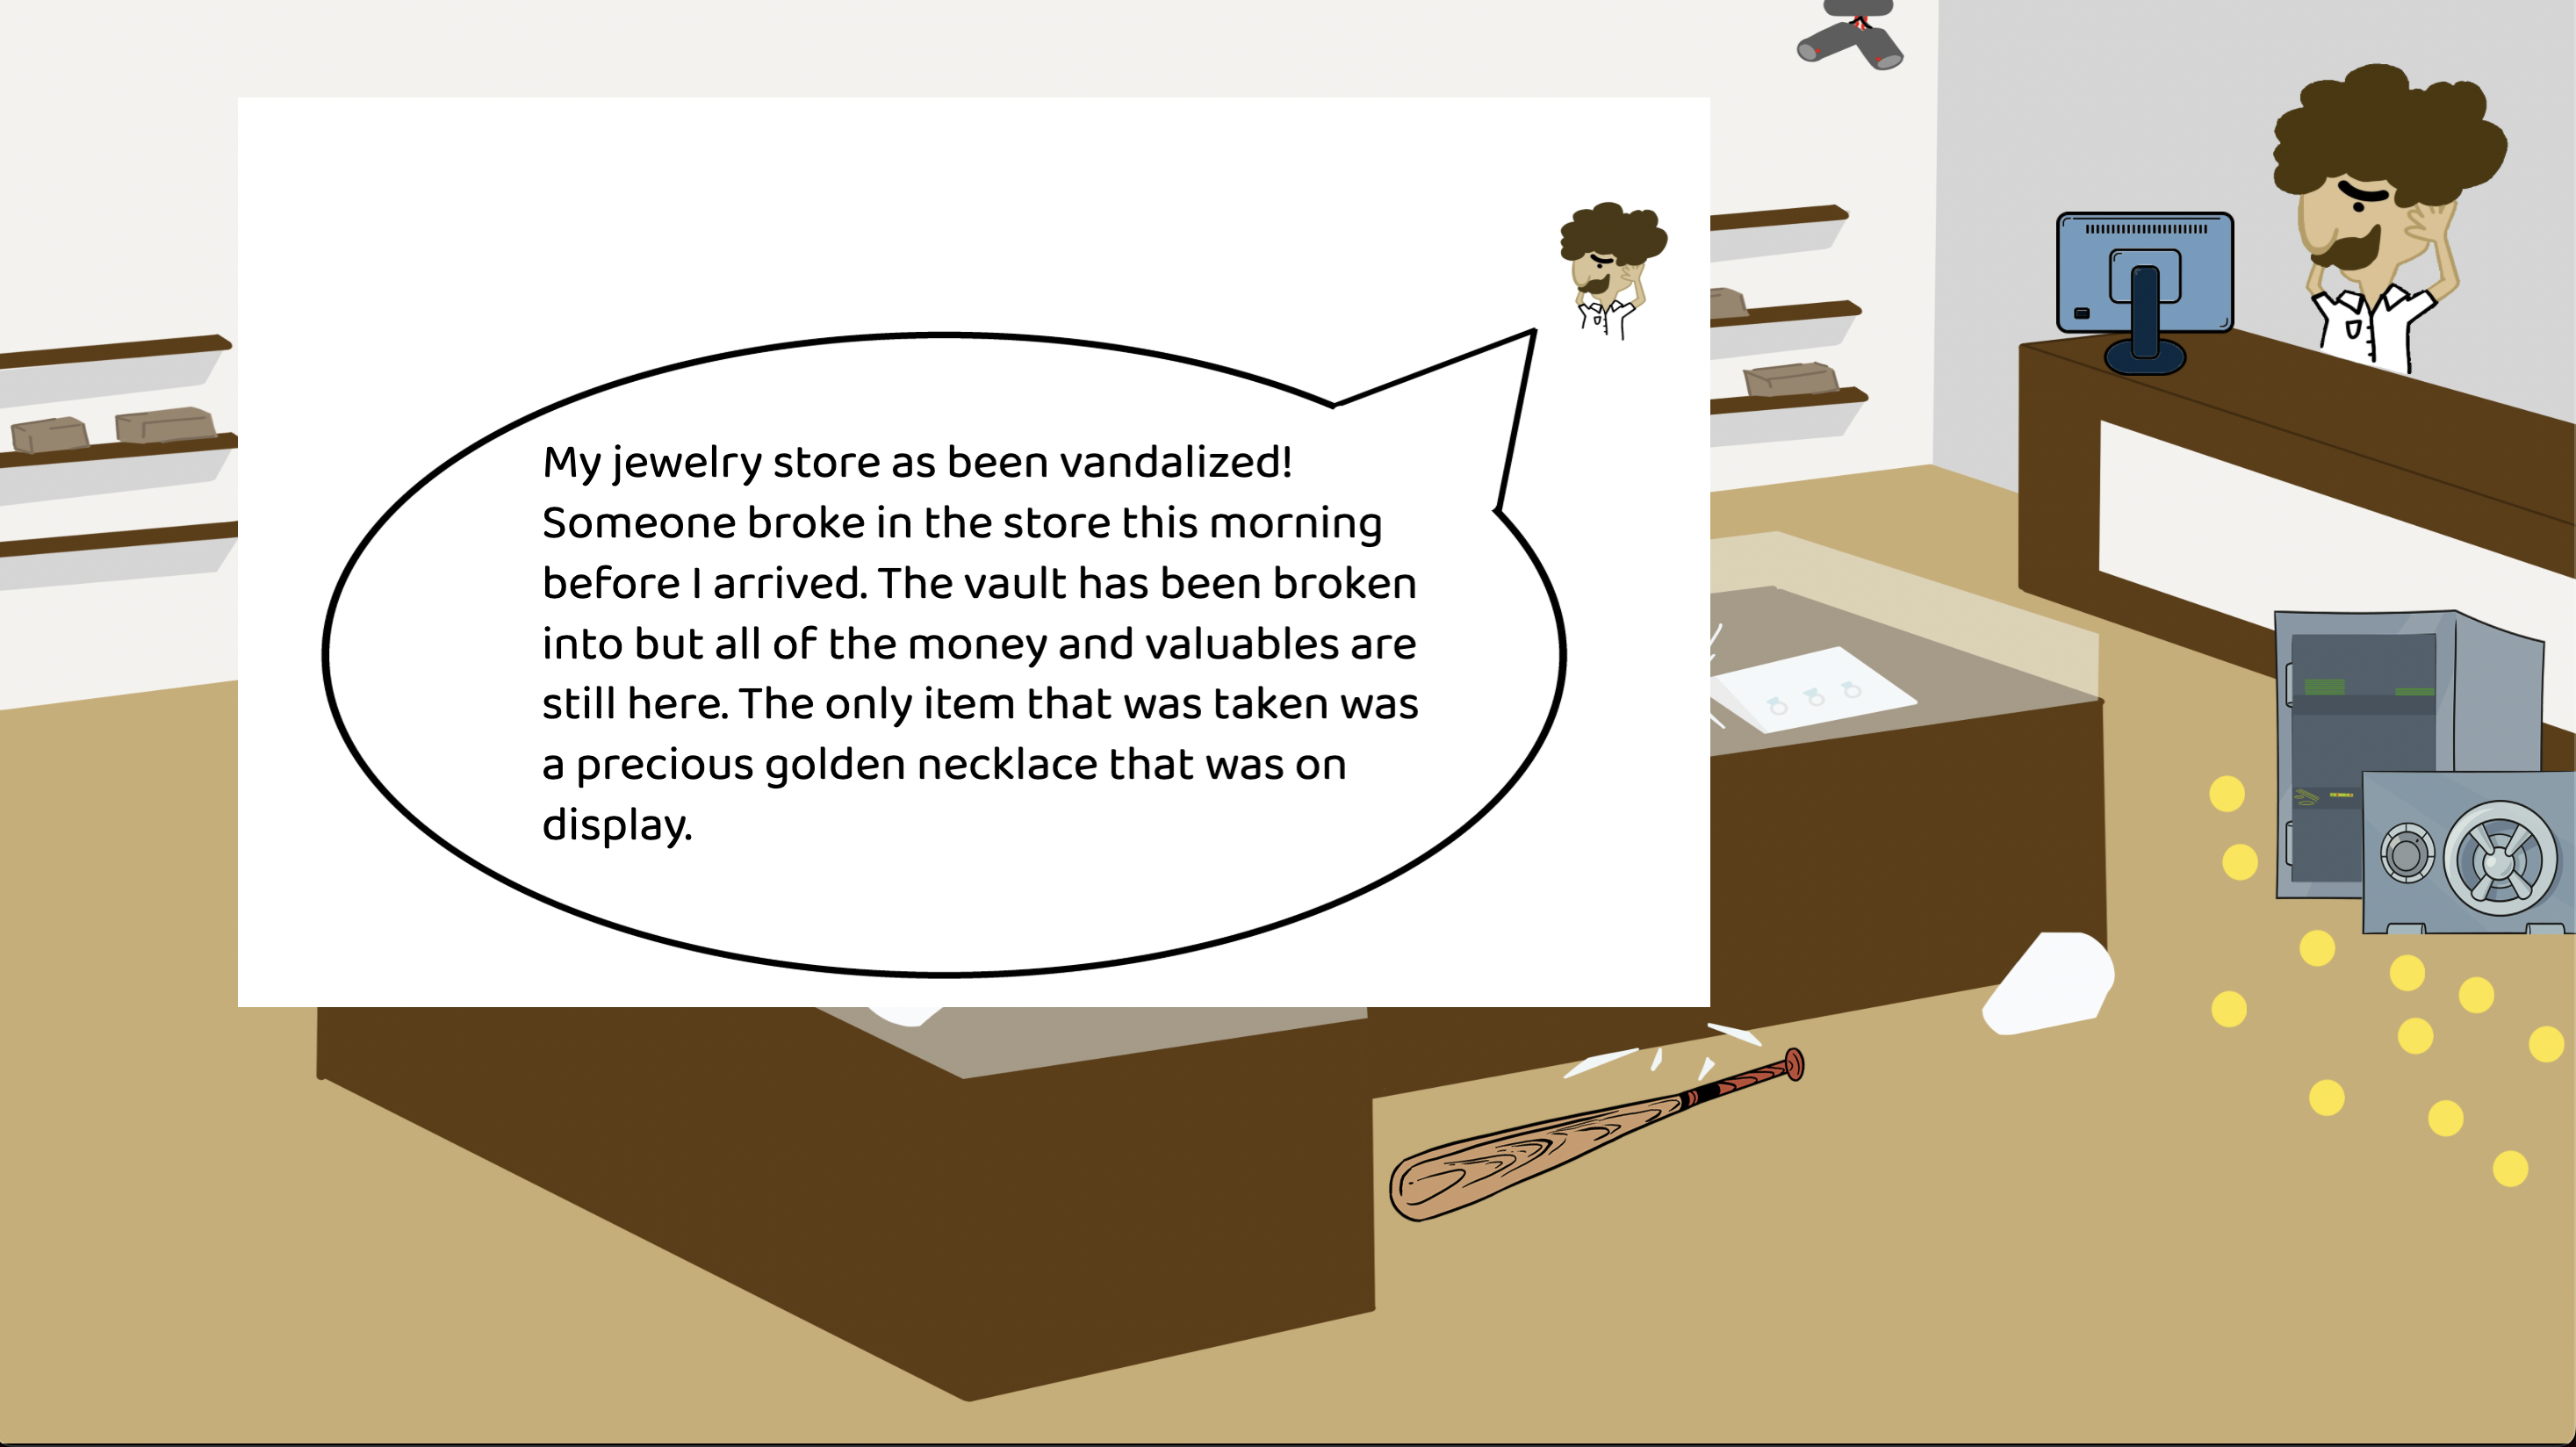 My jewelry store as been vandalized!
Someone broke in the store this morning
before I arrived. The vault has been broken
into but all of the money and valuables are
still here. The only item that was taken was
a precious golden necklace that was on
display.